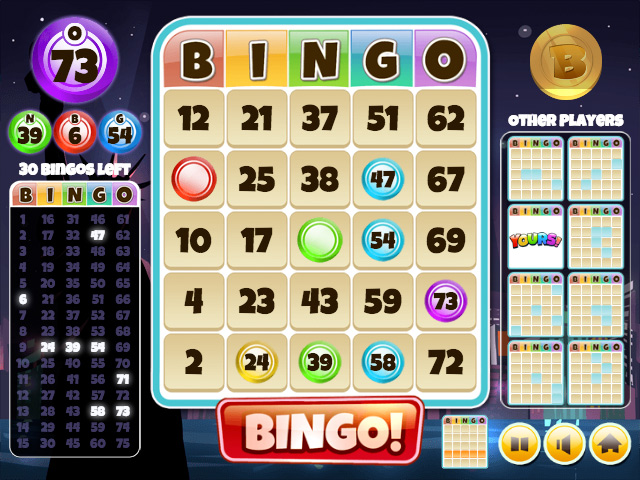 O
73
N
39
B
6
G
54
30 BINGOS LEFT
B I N G O
1 16 31 46 61
2 17 32 47 62
3 18 33 48 63
4 19 34 49 64
5 20 35 50 65
6 21 36 51 66
7 22 37 52 67
8 23 38 53 68
9 24 39 54 69
10 25 40 55 70
11 26 41 56 71
12 27 42 57 72
13 28 43 58 73
14 29 44 59 74
15 30 45 60 75
B I N G O
12 21 37 51 62
25 38 47 67
10 17 54 69
4 23 43 59 73
2 24 39 58 72
BINGO!
B
OTHER PLAYERS
B I N G O B I N G O
B I N G O B I N G O
YOURS!
B I N G O B I N G O
B I N G O B I N G O
B I N G O